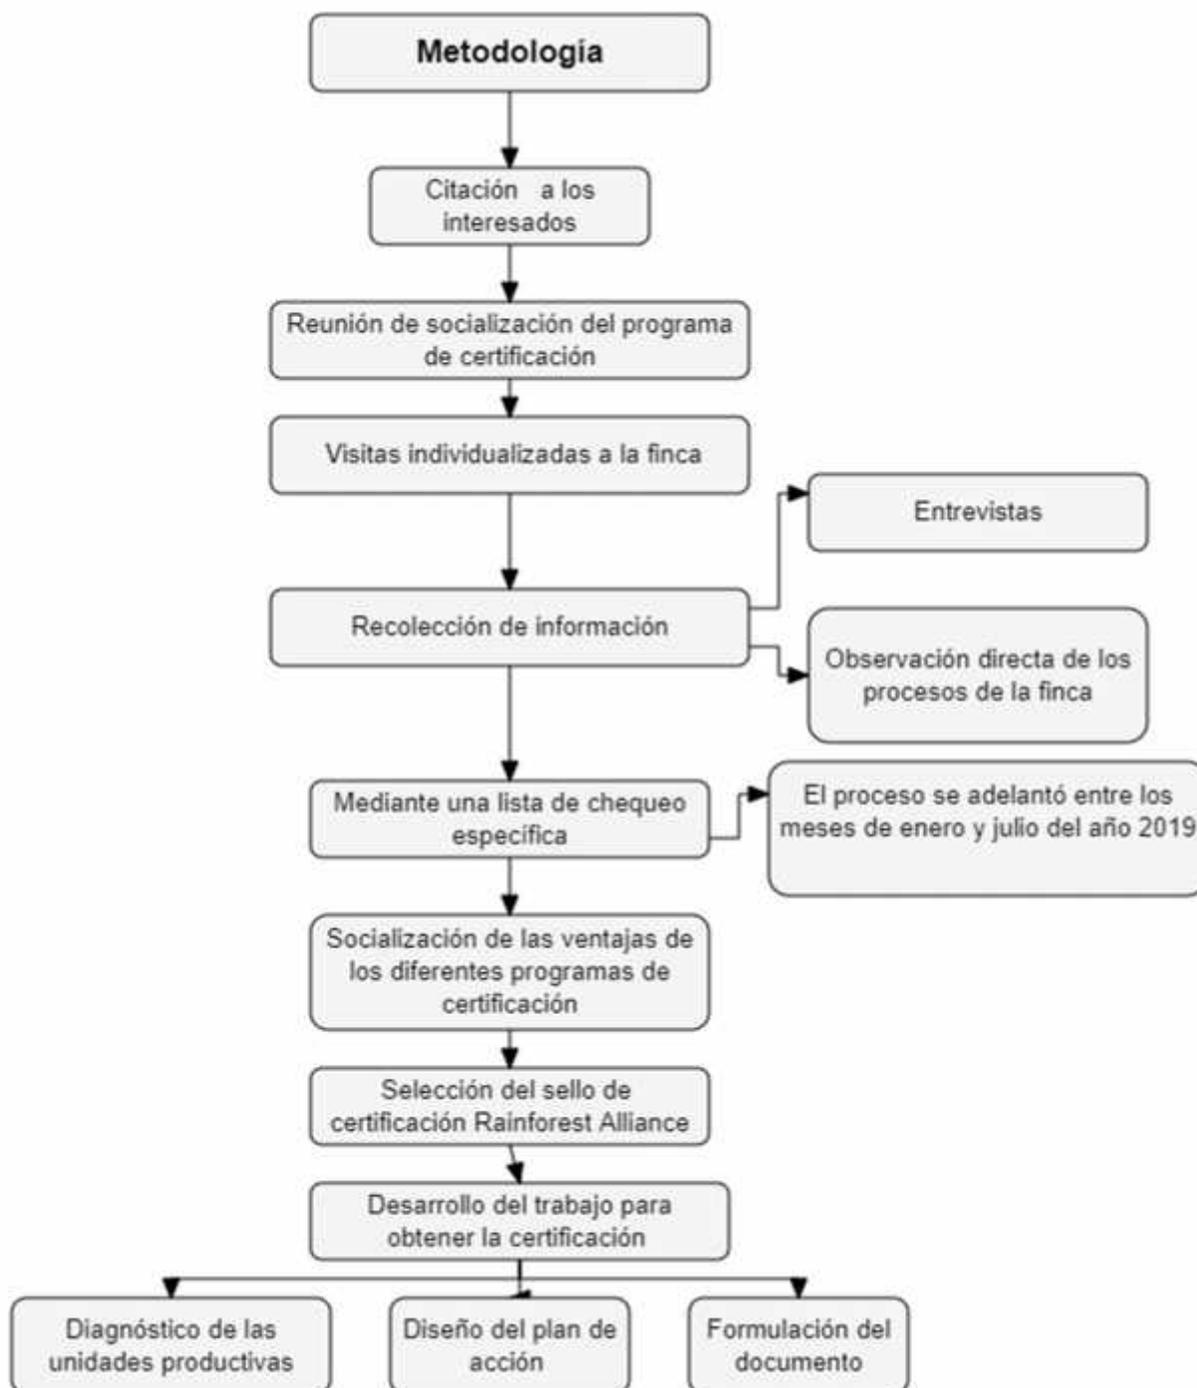 Metodología
Citación a los
interesados
Reunión de socialización del programa
de certificación
Visitas individualizadas a la finca
Entrevistas
Recolección de información
Observación directa de los
procesos de la finca
Mediante una lista de chequeo
específica
El proceso se adelantó entre los
meses de enero y julio del año 2019
Socialización de las ventajas de
los diferentes programas de
certificación
Selección del sello de
certificación Rainforest Alliance
Desarrollo del trabajo para
obtener la certificación
Diagnóstico de las
unidades productivas
Diseño del plan de
acción
Formulación del
documento